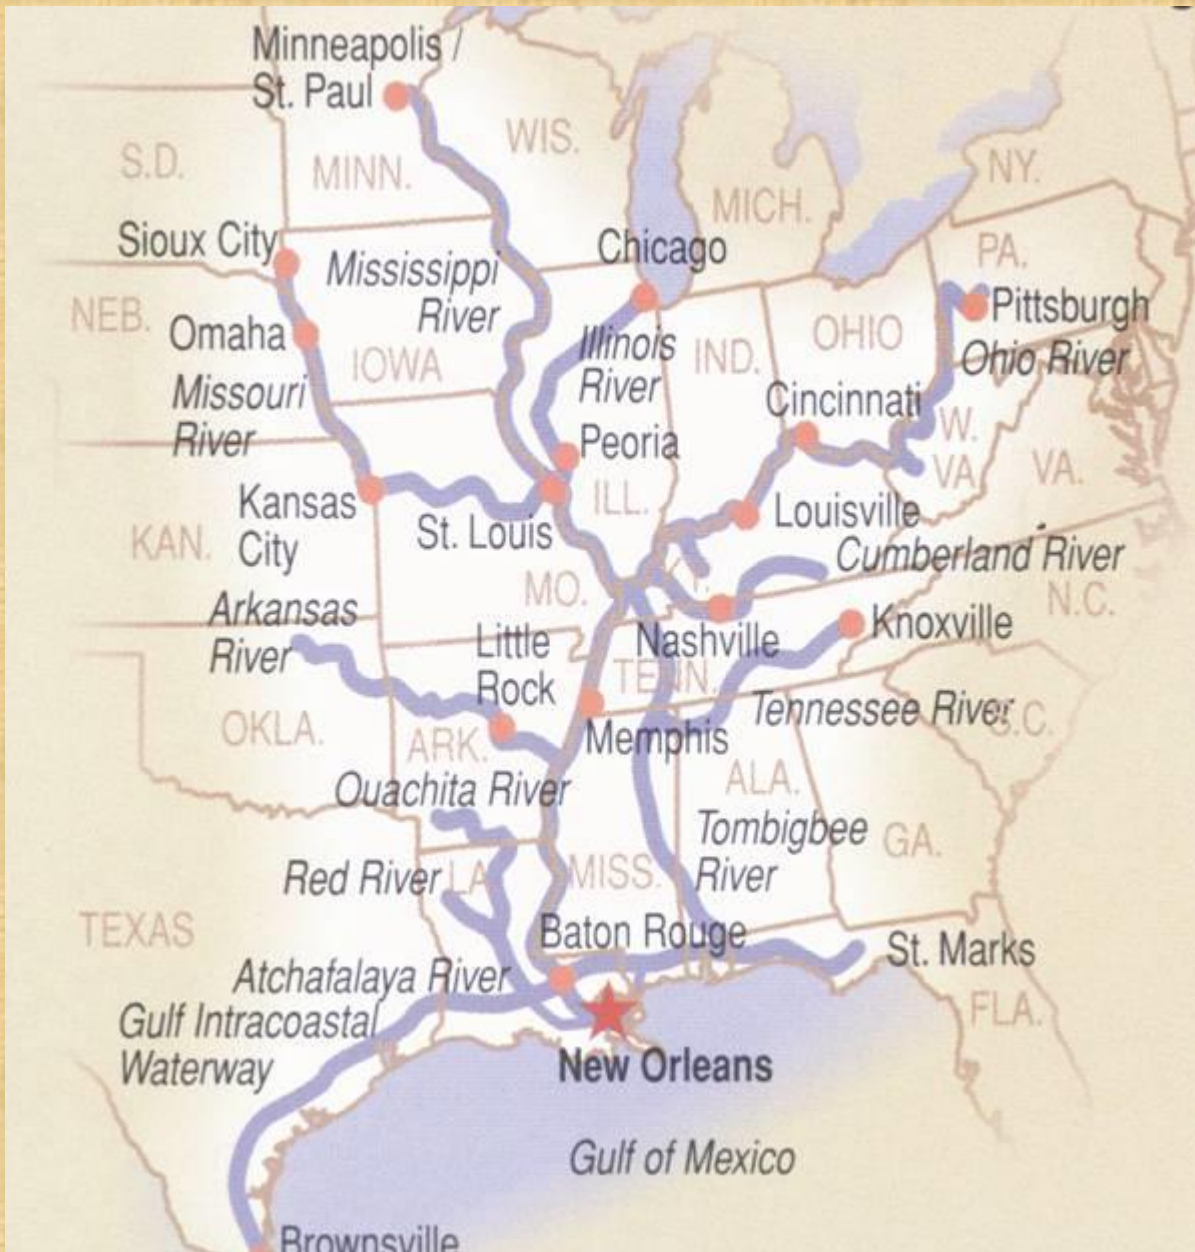 Minneapolis /
St. Paul
WIS.
S.D.
MINN.
NY.
MICH.
Sioux City
Chicago
PA.
Mississippi
River
NEB.
Omaha
Pittsburgh
OHIO
Illinois
River
IND.
Ohio River
IOWA
Missouri
River
Cincinnati
W.
VA.
Peoria
VA.
Kansas
City
ILL.
St. Louis
Louisville
KAN.
Cumberland River
MO.
KY.
N.C.
Arkansas
River
Little
Rock
Nashville
Knoxville
TENN.
Tennessee River
S.C.
OKLA.
ARK.
Memphis
Ouachita River
ALA.
Tombigbee
River
GA.
Red River
LA.
MISS.
TEXAS
Baton Rouge
St. Marks
Atchafalaya River
Gulf Intracoastal
Waterway
FLA.
New Orleans
Gulf of Mexico
Brownsville